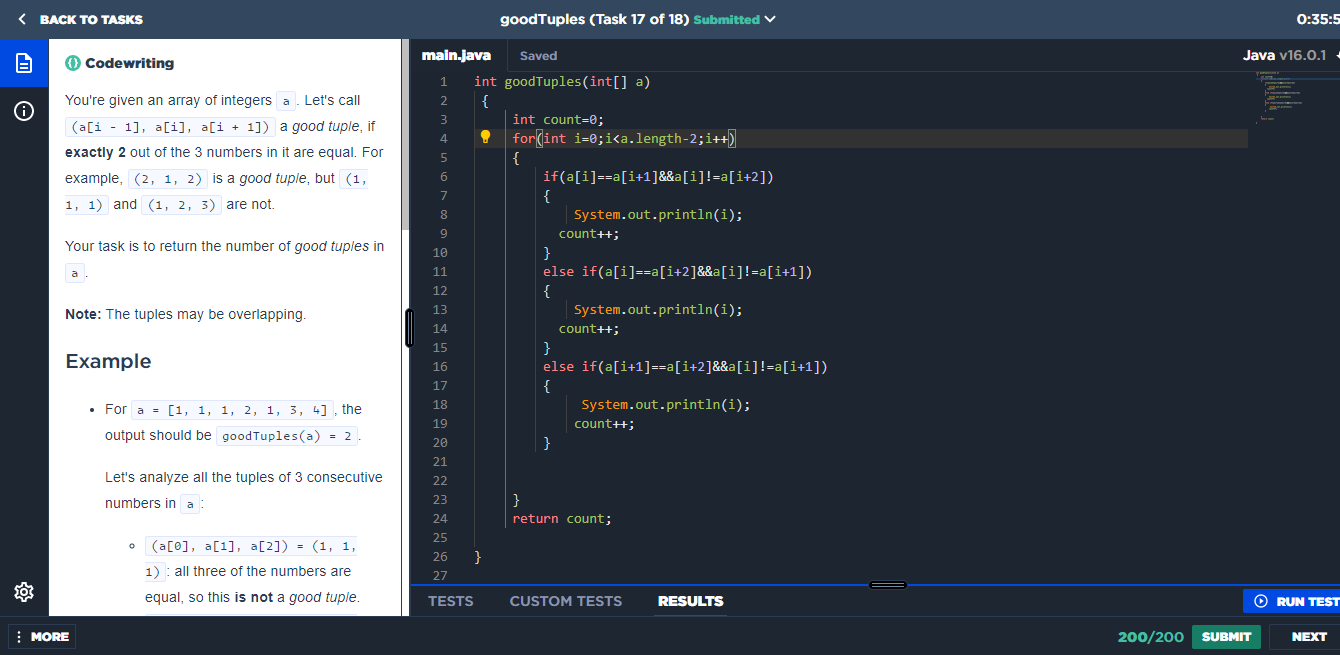 BACK TO TASKS
goodTuples (Task 17 of 18) Submitted
0:35:5
Codewriting
You're given an array of integers a . Let's call
(a[i - 1], a[i], a[i + 1]) a good tuple, if
exactly 2 out of the 3 numbers in it are equal. For
example, (2, 1, 2) is a good tuple, but (1,
1, 1) and (1, 2, 3) are not.
Your task is to return the number of good tuples in
a .
Note: The tuples may be overlapping.
Example
• For a = [1, 1, 1, 2, 1, 3, 4] , the
output should be goodTuples(a) = 2 .
Let's analyze all the tuples of 3 consecutive
numbers in a :
(a[0], a[1], a[2]) = (1, 1,
1) : all three of the numbers are
equal, so this is not a good tuple.
main.java Saved
Java v16.0.1
1 int goodTuples(int[] a)
2 {
3 int count=0;
4 for(int i=0;i<a.length-2;i++)
5 {
6 if(a[i]==a[i+1]&&a[i]!=a[i+2])
7 {
8 System.out.println(i);
9 count++;
10 }
11 else if(a[i]==a[i+2]&&a[i]!=a[i+1])
12 {
13 System.out.println(i);
14 count++;
15 }
16 else if(a[i+1]==a[i+2]&&a[i]!=a[i+1])
17 {
18 System.out.println(i);
19 count++;
20 }
21
22
23 }
24 return count;
25
26 }
27
TESTS CUSTOM TESTS RESULTS
RUN TEST
MORE
200/200 SUBMIT NEXT